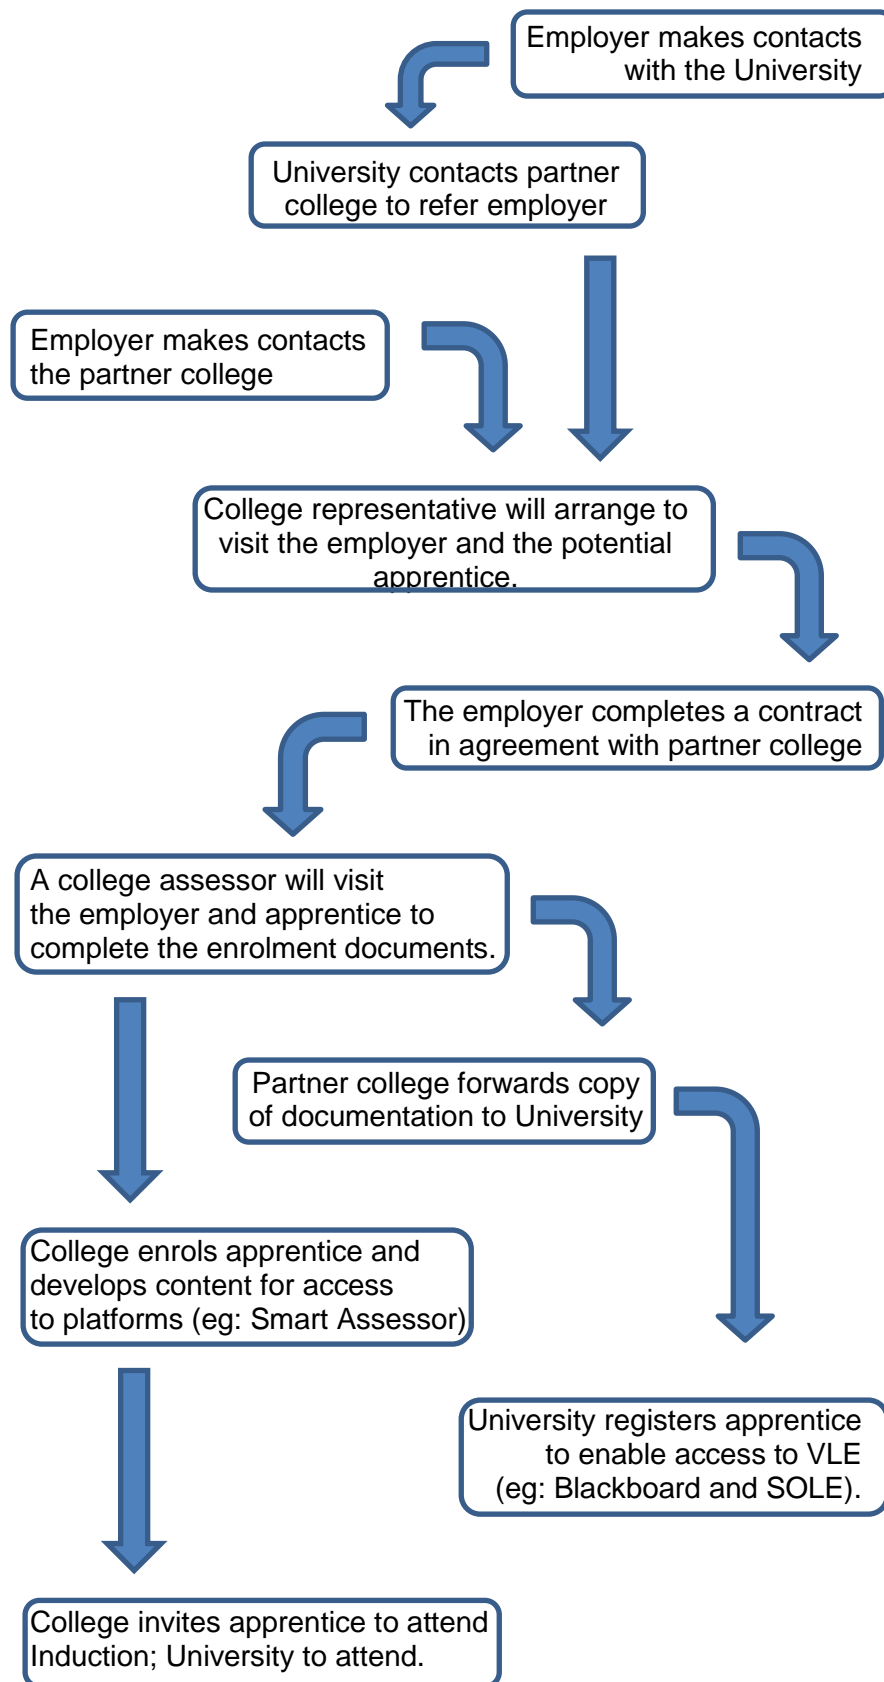 Employer makes contacts
with the University
University contacts partner
college to refer employer
Employer makes contacts
the partner college
College representative will arrange to
visit the employer and the potential
apprentice.
The employer completes a contract
in agreement with partner college
A college assessor will visit
the employer and apprentice to
complete the enrolment documents.
Partner college forwards copy
of documentation to University
College enrols apprentice and
develops content for access
to platforms (eg: Smart Assessor)
University registers apprentice
to enable access to VLE
(eg: Blackboard and SOLE).
College invites apprentice to attend
Induction; University to attend.